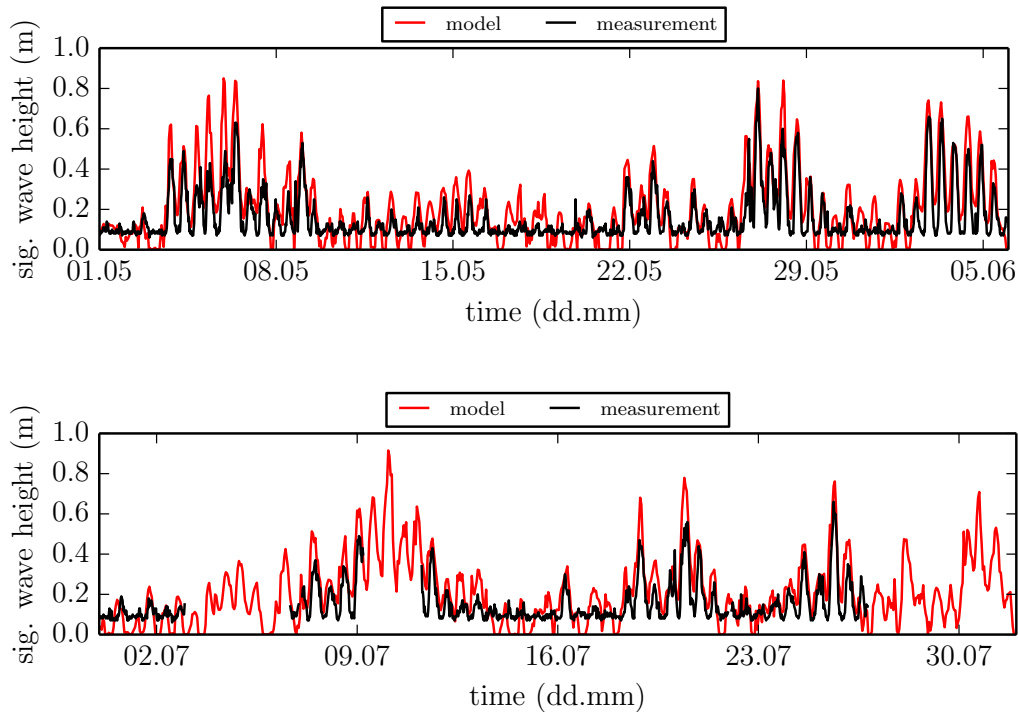 model measurement
sig. wave height (m)
1.0
0.8
0.6
0.4
0.2
0.0
01.05 08.05 15.05 22.05 29.05 05.06
time (dd.mm)
model measurement
sig. wave height (m)
1.0
0.8
0.6
0.4
0.2
0.0
02.07 09.07 16.07 23.07 30.07
time (dd.mm)